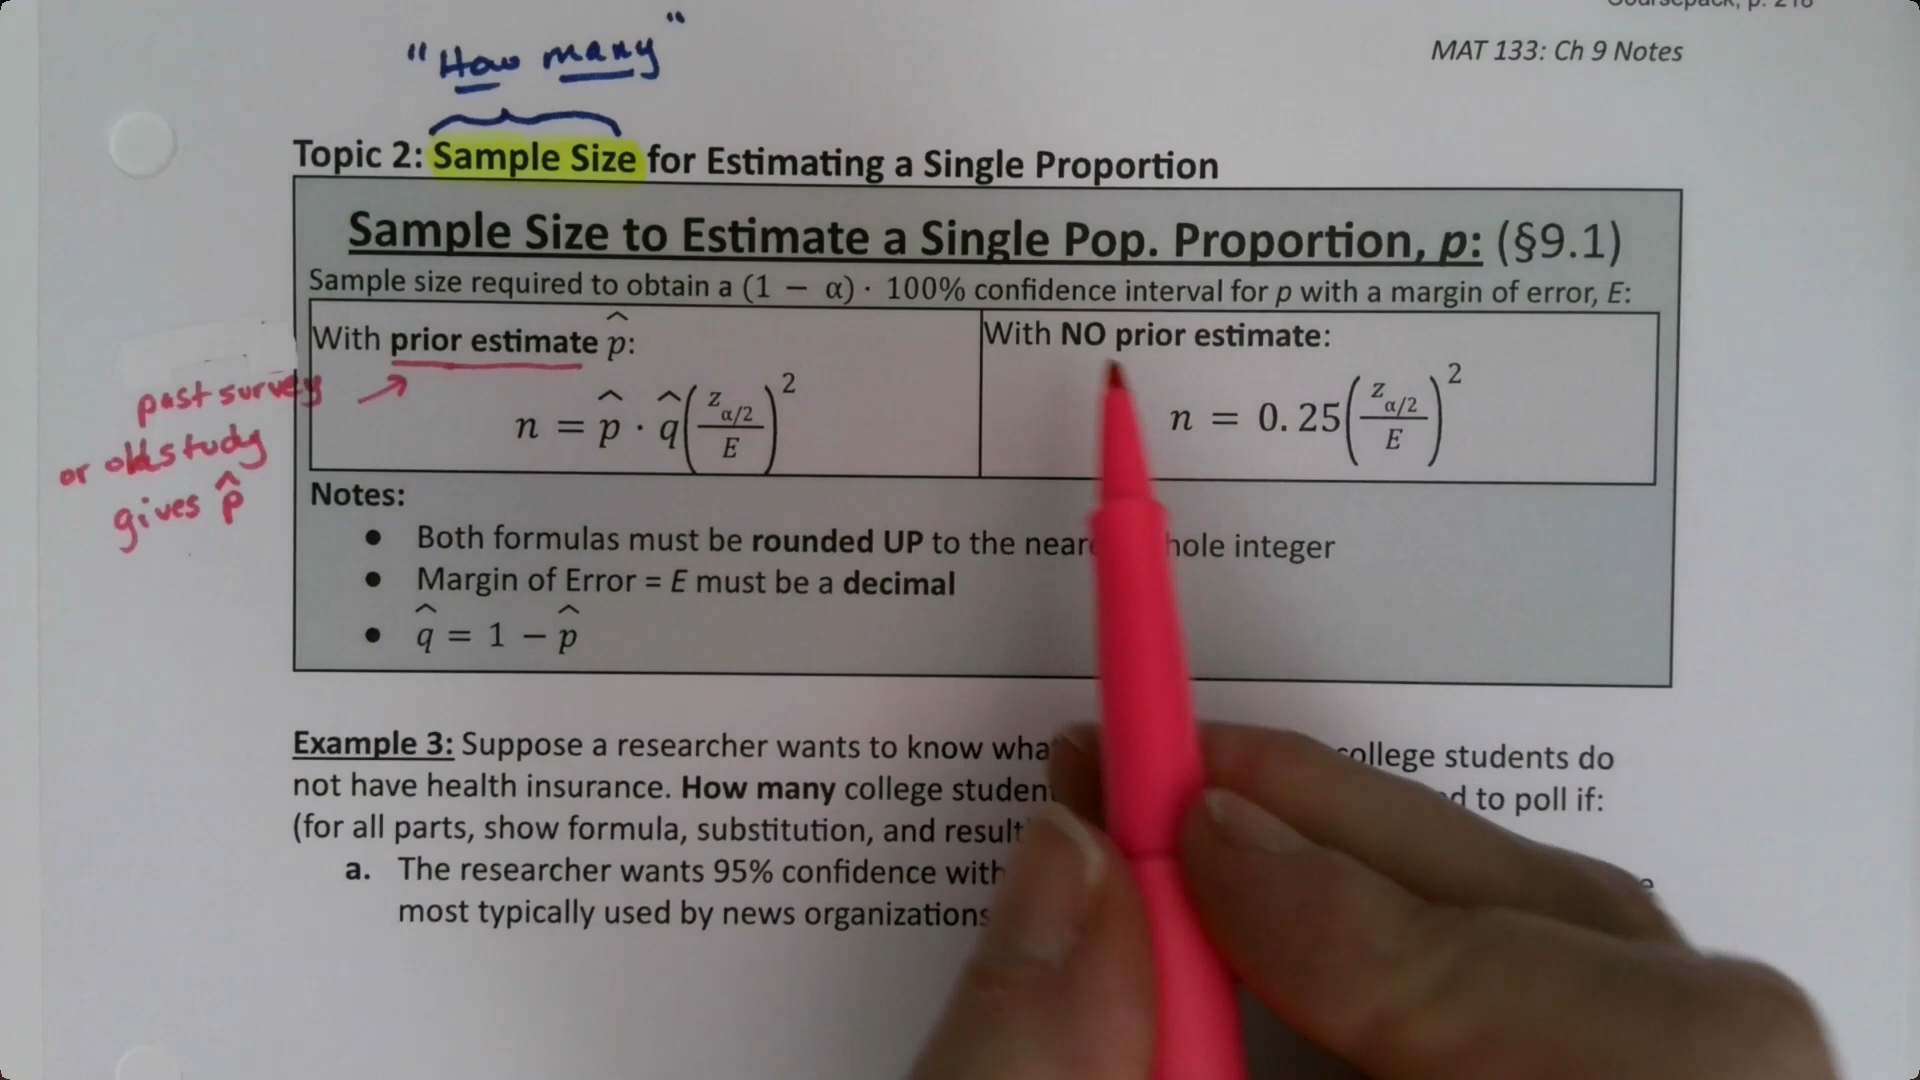 "How many"
MAT 133: Ch 9 Notes
Topic 2: Sample Size for Estimating a Single Proportion
Sample Size to Estimate a Single Pop. Proportion, p: (§9.1)
Sample size required to obtain a (1 − α) · 100% confidence interval for p with a margin of error, E:
With prior estimate p̂:
n = p̂ · q̂(z_α/2 / E)²
With NO prior estimate:
n = 0.25(z_α/2 / E)²
past survey
or old study
gives p̂
Notes:
• Both formulas must be rounded UP to the integer
• Margin of Error = E must be a decimal
• q̂ = 1 − p̂
Example 3: Suppose a researcher wants to know college students do
not have health insurance. How many college to poll if:
(for all parts, show formula, substitution, and result
a. The researcher wants 95% confidence with
most typically used by news organizations